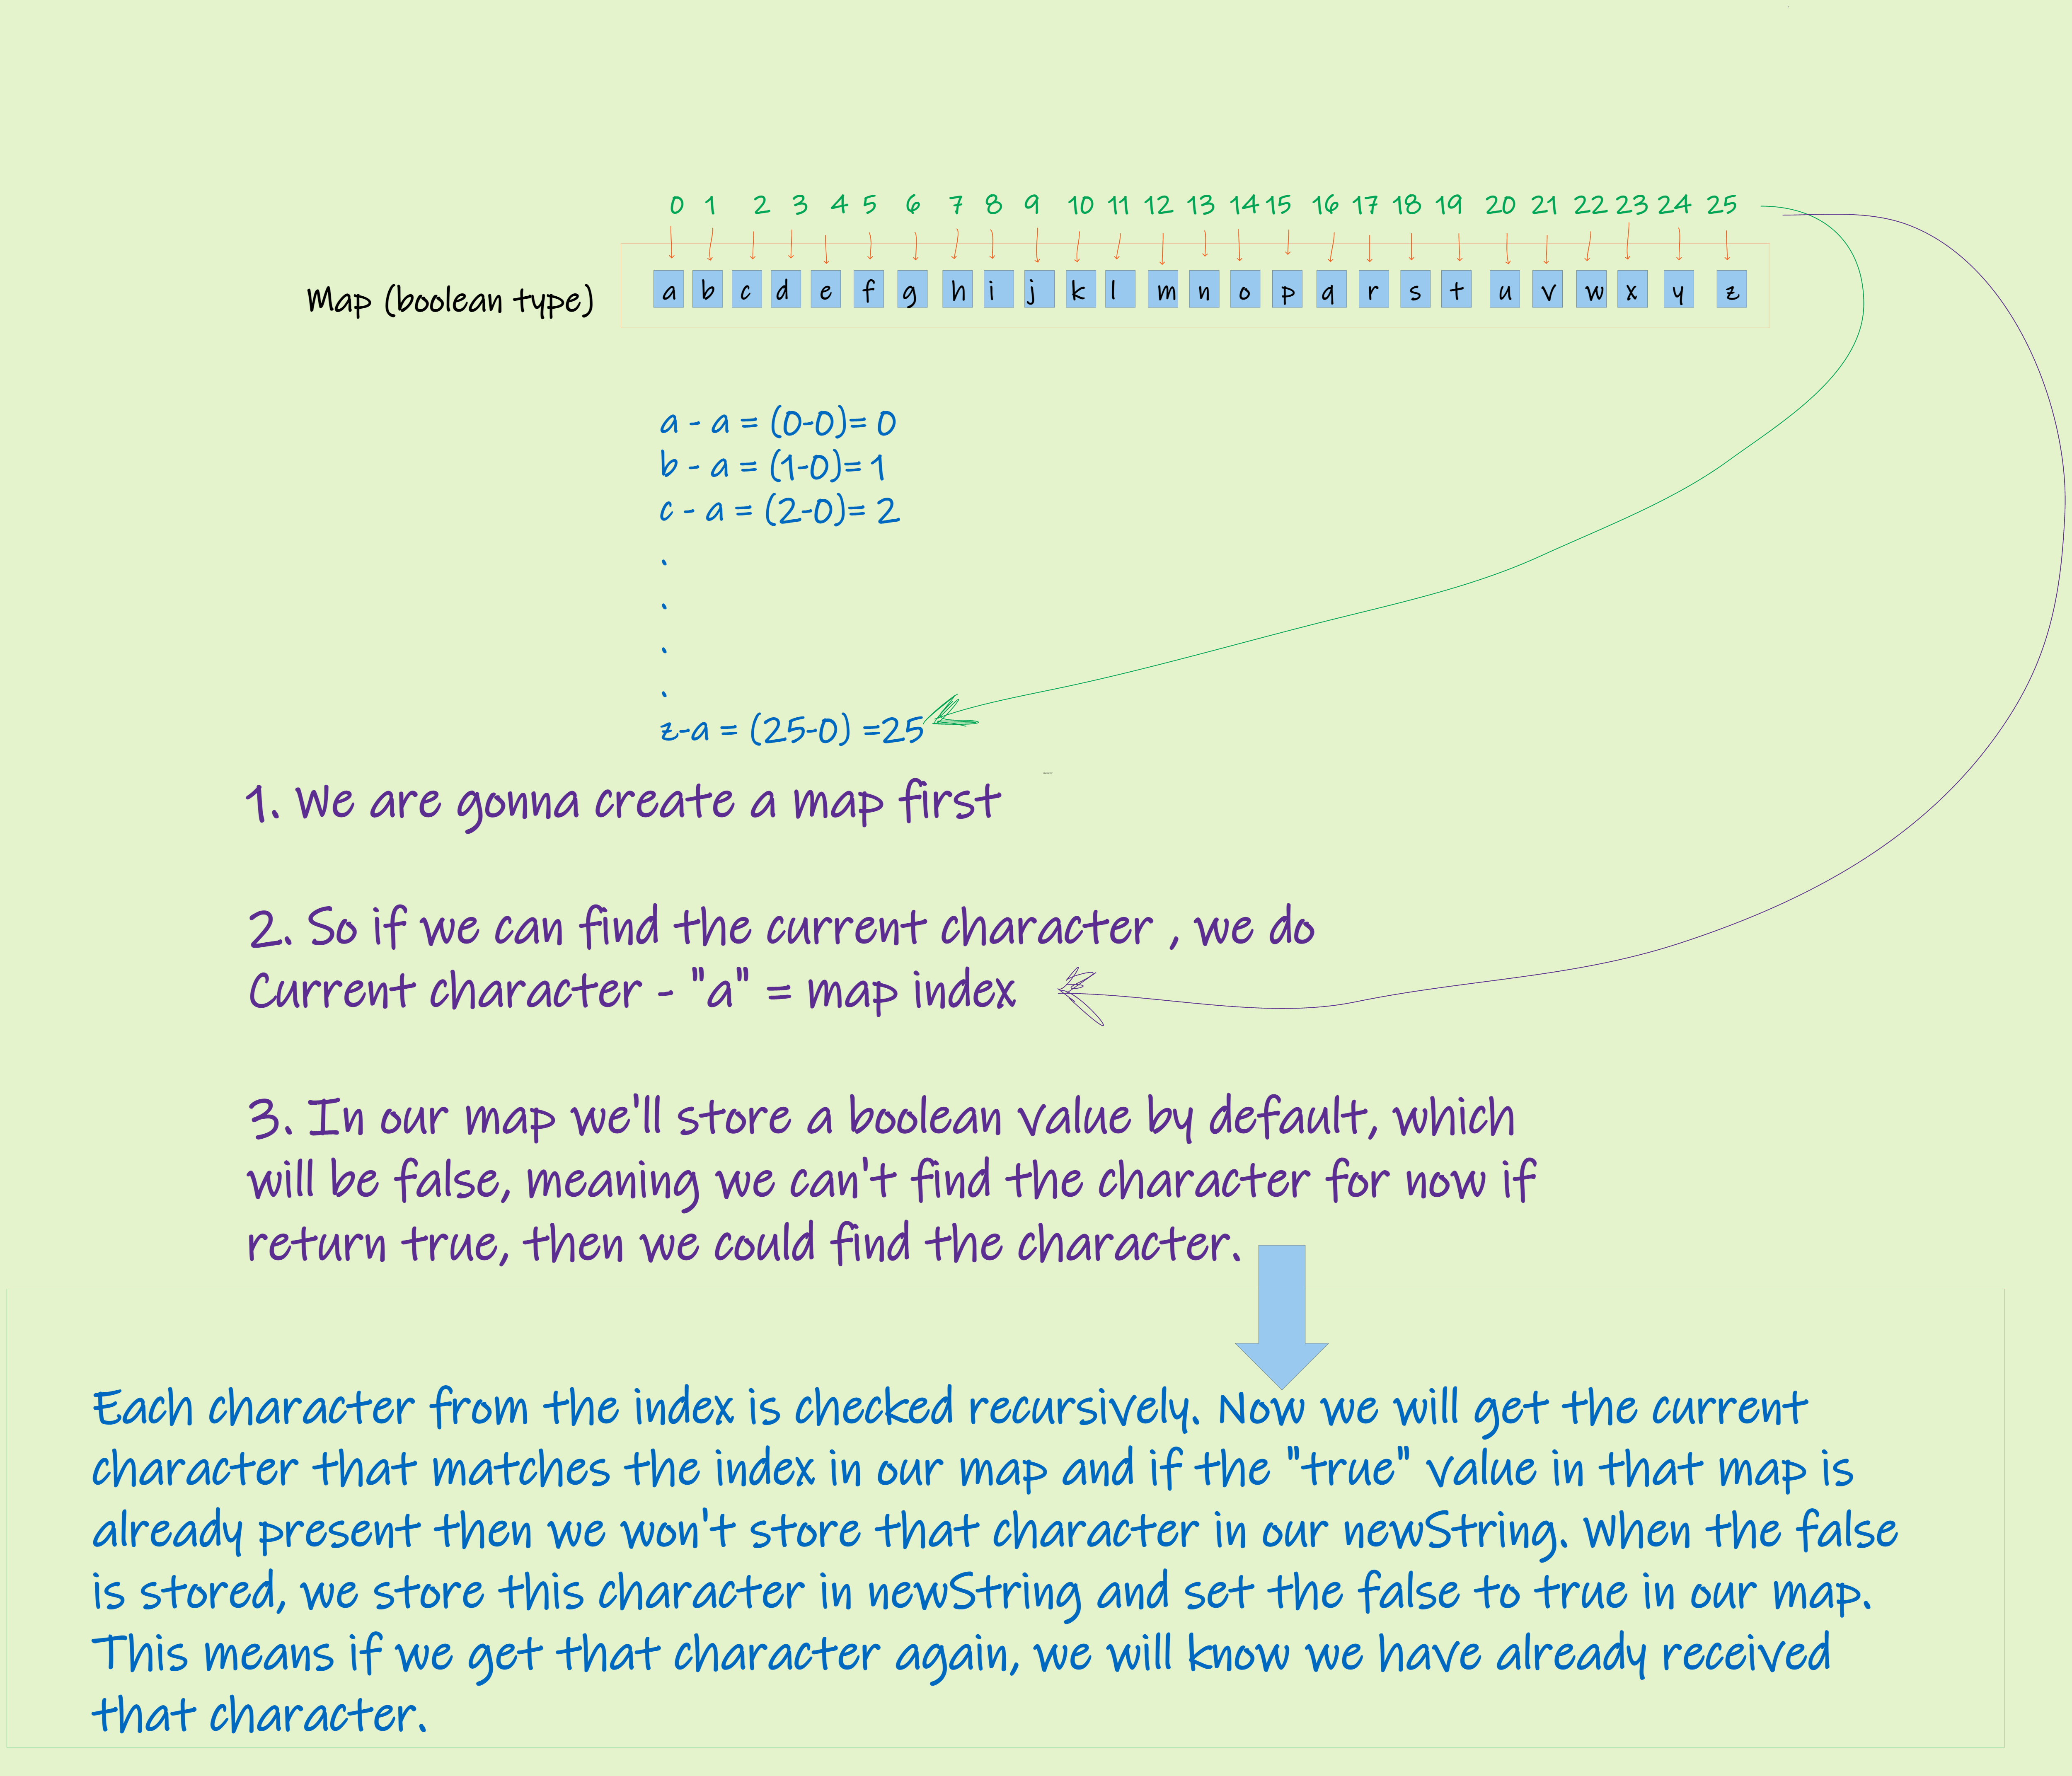 0 1 2 3 4 5 6 7 8 9 10 11 12 13 14 15 16 17 18 19 20 21 22 23 24 25
Map (boolean type)
a b c d e f g h i j k l m n o p q r s t u v w x y z
a - a = (0-0)= 0
b - a = (1-0)= 1
c - a = (2-0)= 2
.
.
.
.
z-a = (25-0) =25
1. We are gonna create a map first
2. So if we can find the current character , we do
Current character - "a" = map index
3. In our map we'll store a boolean value by default, which
will be false, meaning we can't find the character for now if
return true, then we could find the character.
Each character from the index is checked recursively. Now we will get the current
character that matches the index in our map and if the "true" value in that map is
already present then we won't store that character in our newString. When the false
is stored, we store this character in newString and set the false to true in our map.
This means if we get that character again, we will know we have already received
that character.